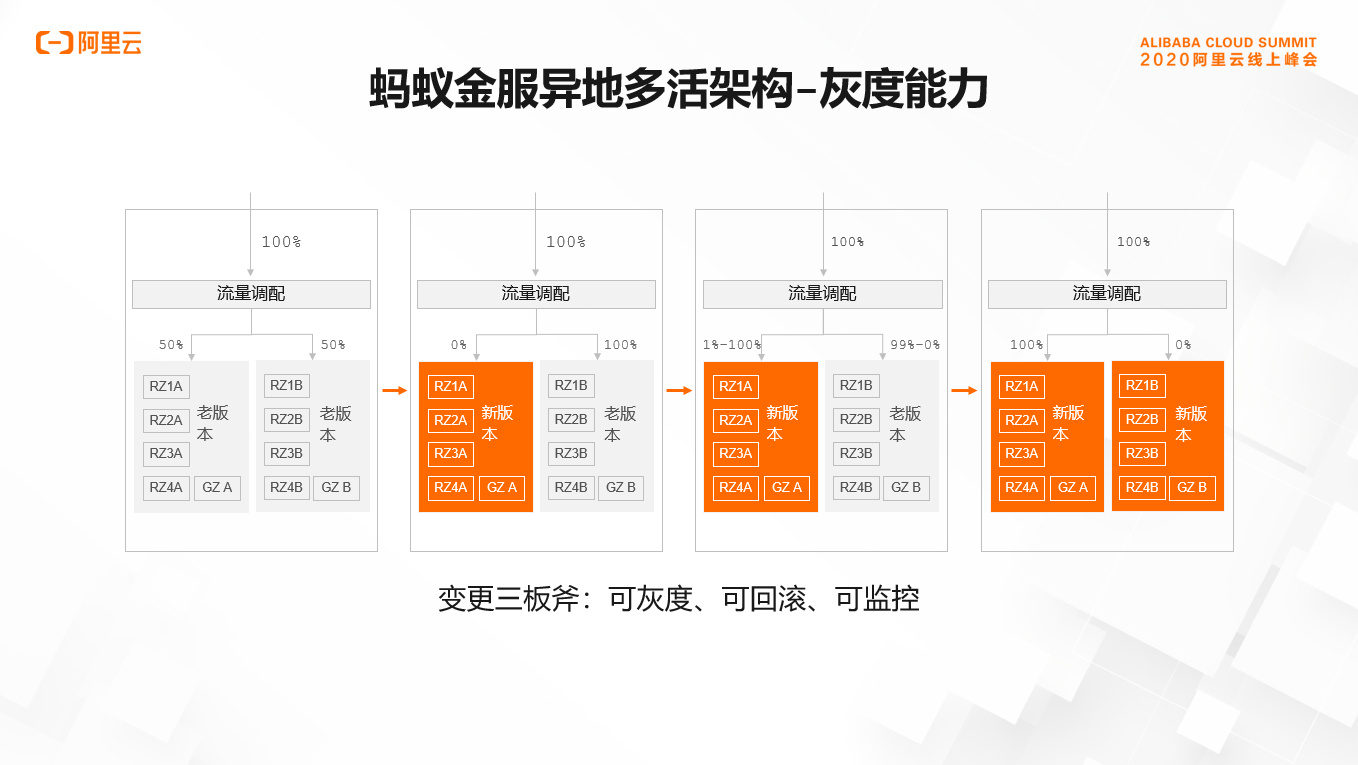 阿里云
ALIBABA CLOUD SUMMIT
2020阿里云线上峰会
蚂蚁金服异地多活架构-灰度能力
100%
流量调配
50%
50%
RZ1A
RZ2A
RZ3A
RZ4A
GZ A
老版
本
RZ1B
RZ2B
RZ3B
RZ4B
GZ B
老版
本
100%
流量调配
0%
100%
RZ1A
RZ2A
RZ3A
RZ4A
GZ A
新版
本
RZ1B
RZ2B
RZ3B
RZ4B
GZ B
老版
本
100%
流量调配
1%-100%
99%-0%
RZ1A
RZ2A
RZ3A
RZ4A
GZ A
新版
本
RZ1B
RZ2B
RZ3B
RZ4B
GZ B
老版
本
100%
流量调配
100%
0%
RZ1A
RZ2A
RZ3A
RZ4A
GZ A
新版
本
RZ1B
RZ2B
RZ3B
RZ4B
GZ B
新版
本
变更三板斧：可灰度、可回滚、可监控